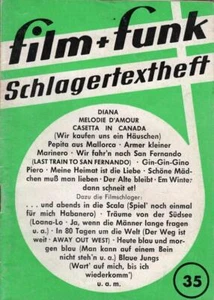 film+funk
Schlagertextheft
DIANA
MELODIE D'AMOUR
CASETTA IN CANADA
(Wir kaufen uns ein Häuschen)
Pepita aus Mallorca · Armer kleiner
Marinero · Wir fahr'n nach San Fernando
(LAST TRAIN TO SAN FERNANDO) · Gin-Gin-Gino
Piero · Meine Heimat ist die Liebe · Schöne Mäd-
chen muß man lieben · Der Alte bleibt · Em Winter
dann schneit et!
Dazu die Filmschlager:
. . . und abends in die Scala (Spiel' noch einmal
für mich Habanero) · Träume von der Südsee
(Loana-Lo · Ja, wenn die Männer lange fragen
u. a.) · In 80 Tagen um die Welt (Der Weg ist
weit · AWAY OUT WEST) · Heute blau und mor-
gen blau (Man kann auf einem Bein
nicht steh'n u. a.) Blaue Jungs
(Wart' auf mich, bis ich
wiederkomm')
u. a. m.
35